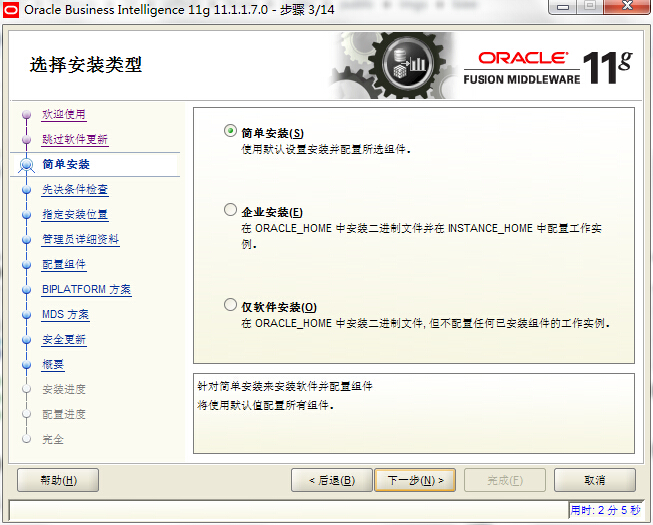 Oracle Business Intelligence 11g 11.1.1.7.0 - 步骤 3/14
选择安装类型
ORACLE
FUSION MIDDLEWARE 11g
欢迎使用
跳过软件更新
简单安装
先决条件检查
指定安装位置
管理员详细资料
配置组件
BIPLATFORM 方案
MDS 方案
安全更新
概要
安装进度
配置进度
完全
简单安装(S)
使用默认设置安装并配置所选组件。
企业安装(E)
在 ORACLE_HOME 中安装二进制文件并在 INSTANCE_HOME 中配置工作实
例。
仅软件安装(O)
在 ORACLE_HOME 中安装二进制文件, 但不配置任何已安装组件的工作实例。
针对简单安装来安装软件并配置组件
将使用默认值配置所有组件。
帮助(H)
< 后退(B)
下一步(N) >
完成(F)
取消
用时: 2 分 5 秒